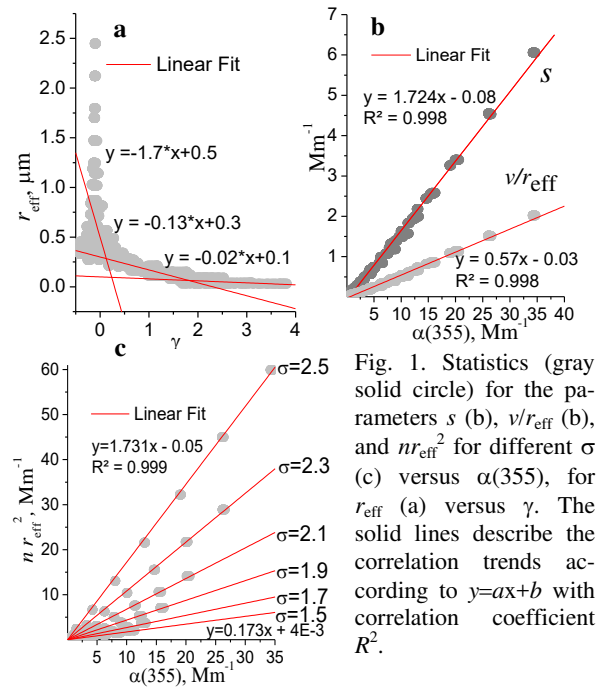 a
Linear Fit
y =-1.7*x+0.5
y = -0.13*x+0.3
y = -0.02*x+0.1
r_eff, μm
2.5
2.0
1.5
1.0
0.5
0.0
0 1 2 3 4
γ
b
Linear Fit
s
y = 1.724x - 0.08
R² = 0.998
v/r_eff
y = 0.57x - 0.03
R² = 0.998
Mm⁻¹
7
6
5
4
3
2
1
5 10 15 20 25 30 35 40
α(355), Mm⁻¹
c
Linear Fit
y=1.731x - 0.05
R² = 0.999
σ=2.5
σ=2.3
σ=2.1
σ=1.9
σ=1.7
σ=1.5
y=0.173x + 4E-3
n r_eff², Mm⁻¹
60
50
40
30
20
10
5 10 15 20 25 30 35
α(355), Mm⁻¹
Fig. 1. Statistics (gray
solid circle) for the pa-
rameters s (b), v/r_eff (b),
and nr_eff² for different σ
(c) versus α(355), for
r_eff (a) versus γ. The
solid lines describe the
correlation trends ac-
cording to y=ax+b with
correlation coefficient
R².